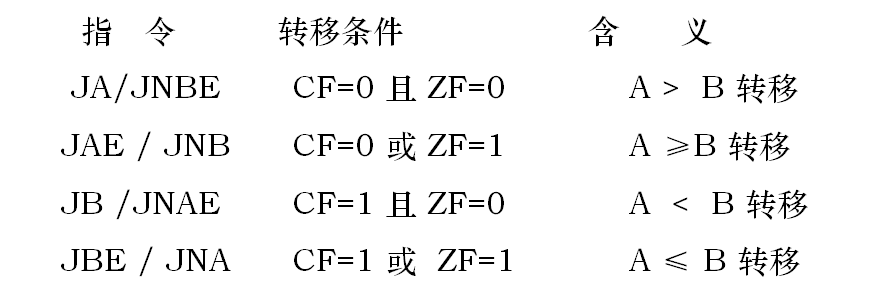 指 令 转移条件 含 义
JA/JNBE CF=0 且 ZF=0 A > B 转移
JAE / JNB CF=0 或 ZF=1 A ≥B 转移
JB /JNAE CF=1 且 ZF=0 A < B 转移
JBE / JNA CF=1 或 ZF=1 A ≤ B 转移